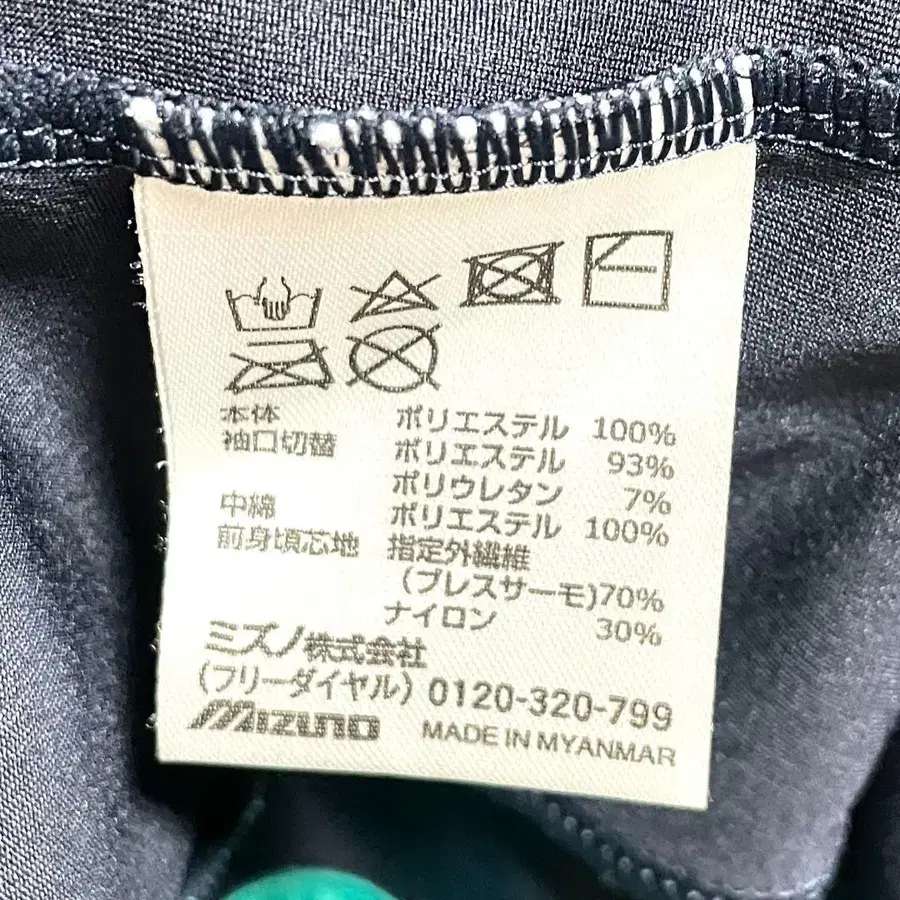 本体 ポリエステル 100%
袖口切替 ポリエステル 93%
ポリウレタン 7%
中綿 ポリエステル 100%
前身頃芯地 指定外繊維
(ブレスサーモ)70%
ナイロン 30%
ミズノ株式会社
(フリーダイヤル) 0120-320-799
Mizuno MADE IN MYANMAR